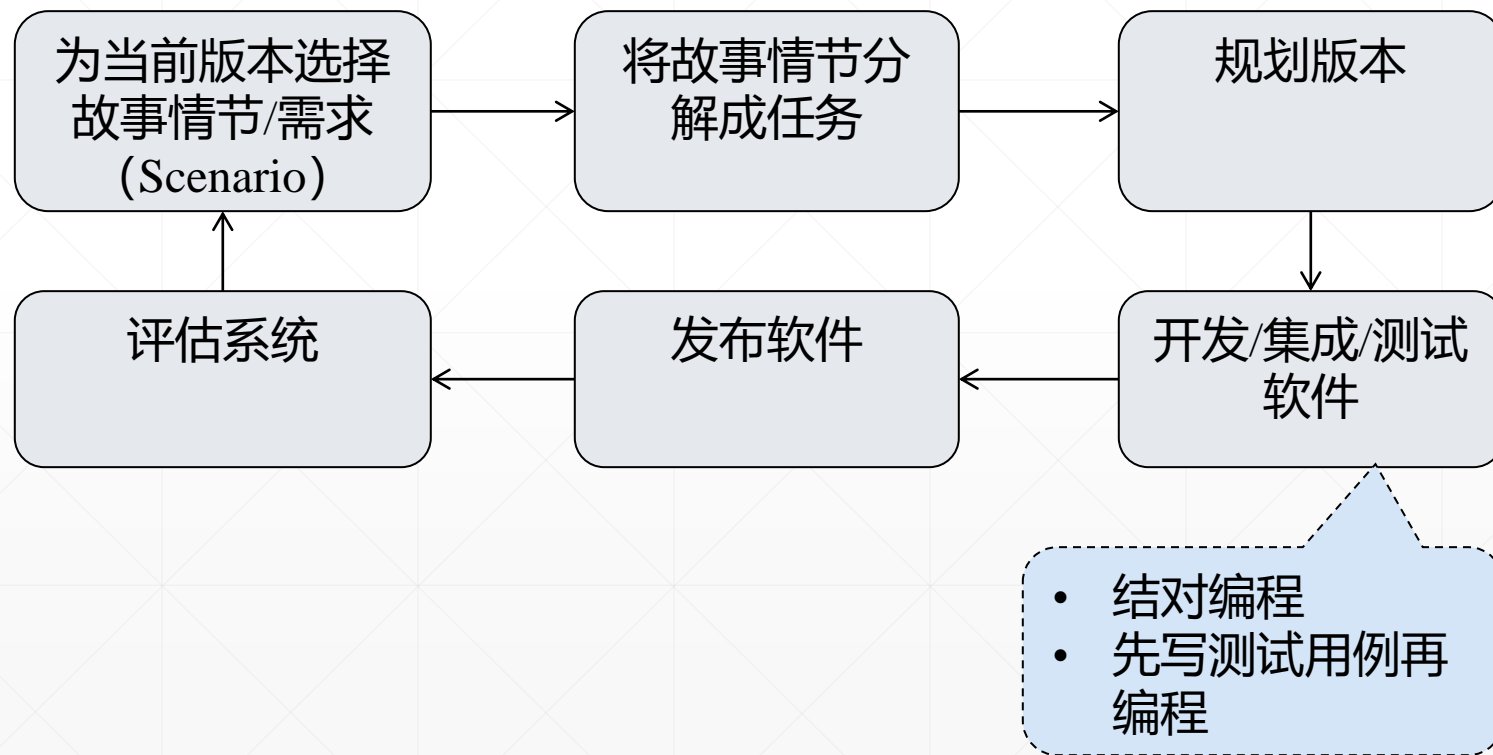 为当前版本选择
故事情节/需求
（Scenario）
将故事情节分
解成任务
规划版本
评估系统
发布软件
开发/集成/测试
软件
• 结对编程
• 先写测试用例再
编程